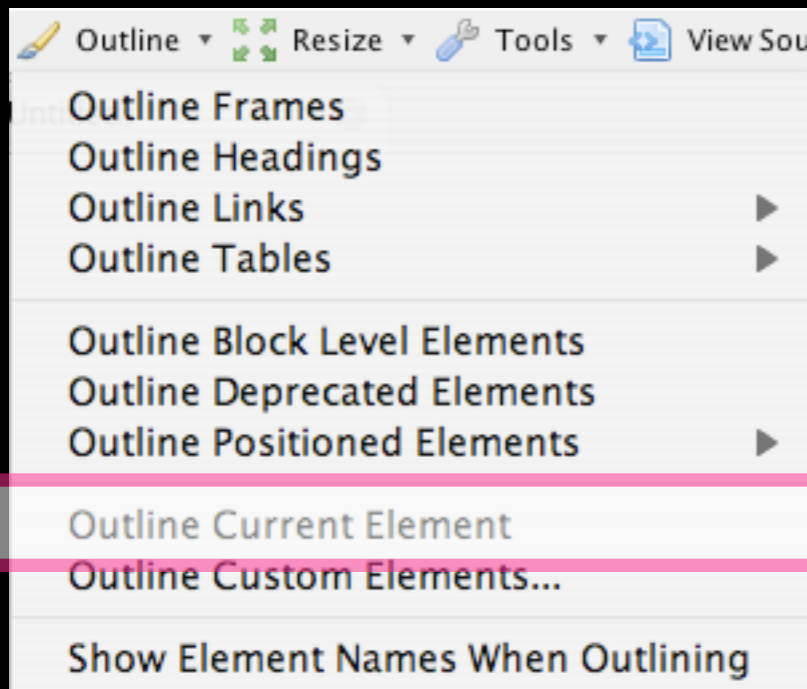 Outline Resize Tools View Sou
Outline Frames
Outline Headings
Outline Links
Outline Tables
Outline Block Level Elements
Outline Deprecated Elements
Outline Positioned Elements
Outline Current Element
Outline Custom Elements...
Show Element Names When Outlining